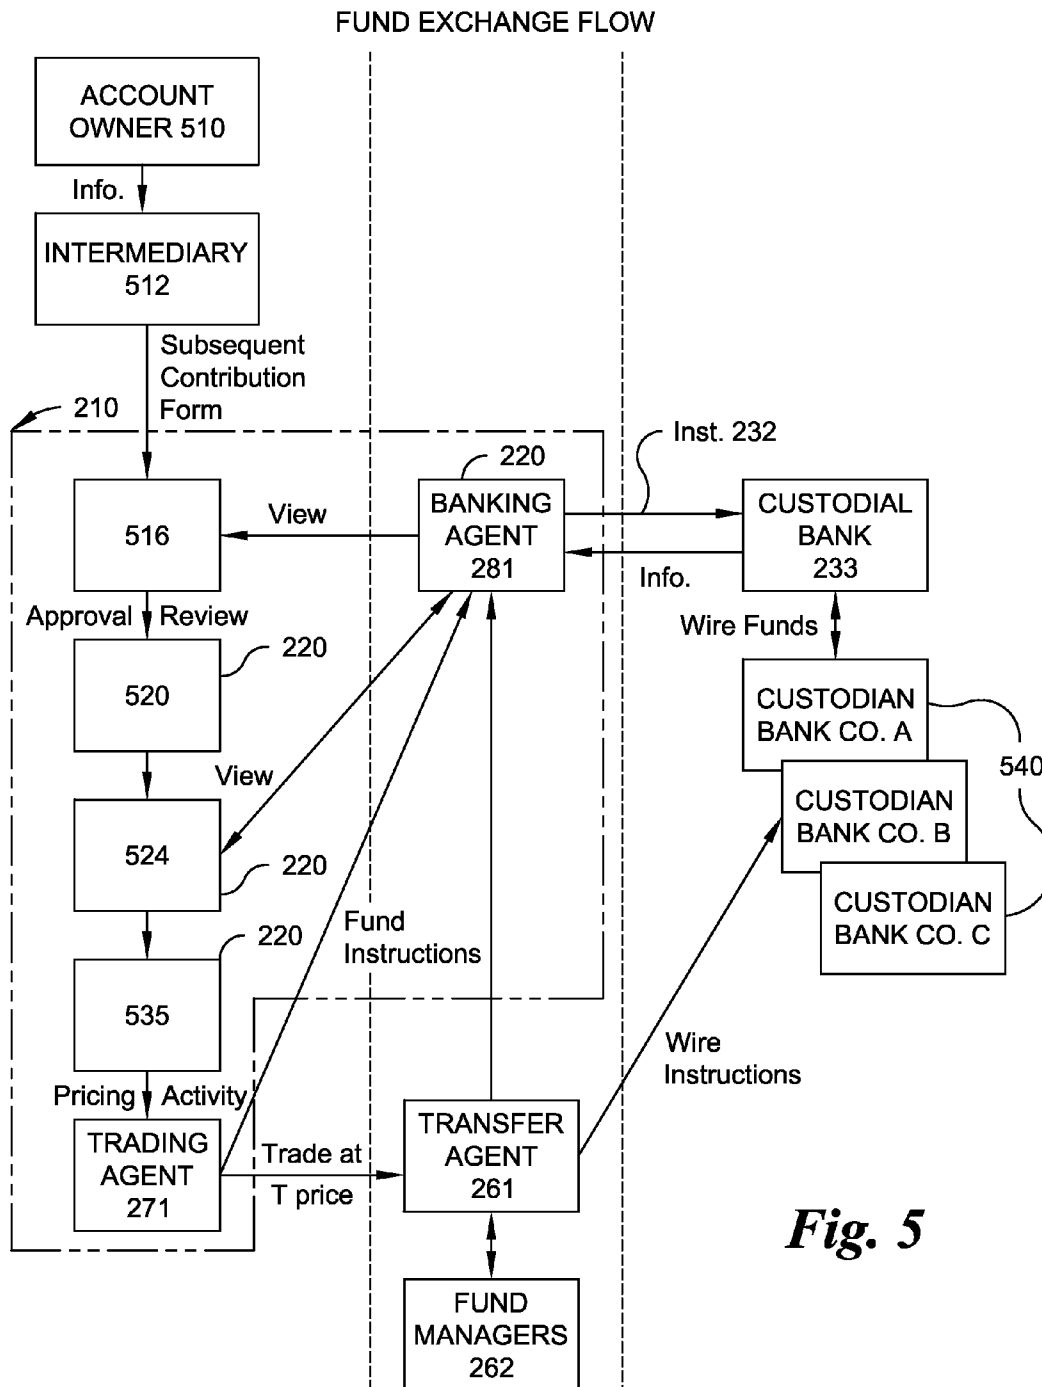 FUND EXCHANGE FLOW
ACCOUNT
OWNER 510
Info.
INTERMEDIARY
512
Subsequent
Contribution
Form
210
516
View
220
BANKING
AGENT
281
Inst. 232
CUSTODIAL
BANK
233
Info.
Approval
Review
Wire Funds
220
520
CUSTODIAN
BANK CO. A
540
View
CUSTODIAN
BANK CO. B
524
220
CUSTODIAN
BANK CO. C
Fund
Instructions
220
535
Wire
Instructions
Pricing
Activity
TRADING
AGENT
271
Trade at
T price
TRANSFER
AGENT
261
Fig. 5
FUND
MANAGERS
262